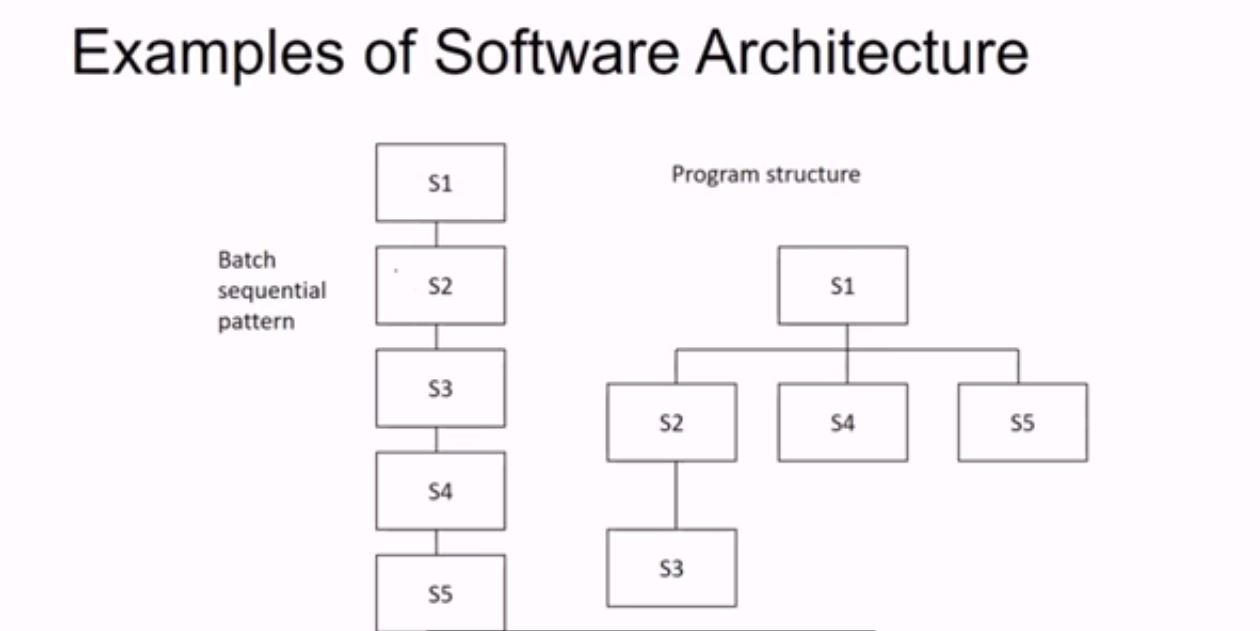 Examples of Software Architecture
Batch
sequential
pattern
S1
S2
S3
S4
S5
Program structure
S1
S2
S4
S5
S3